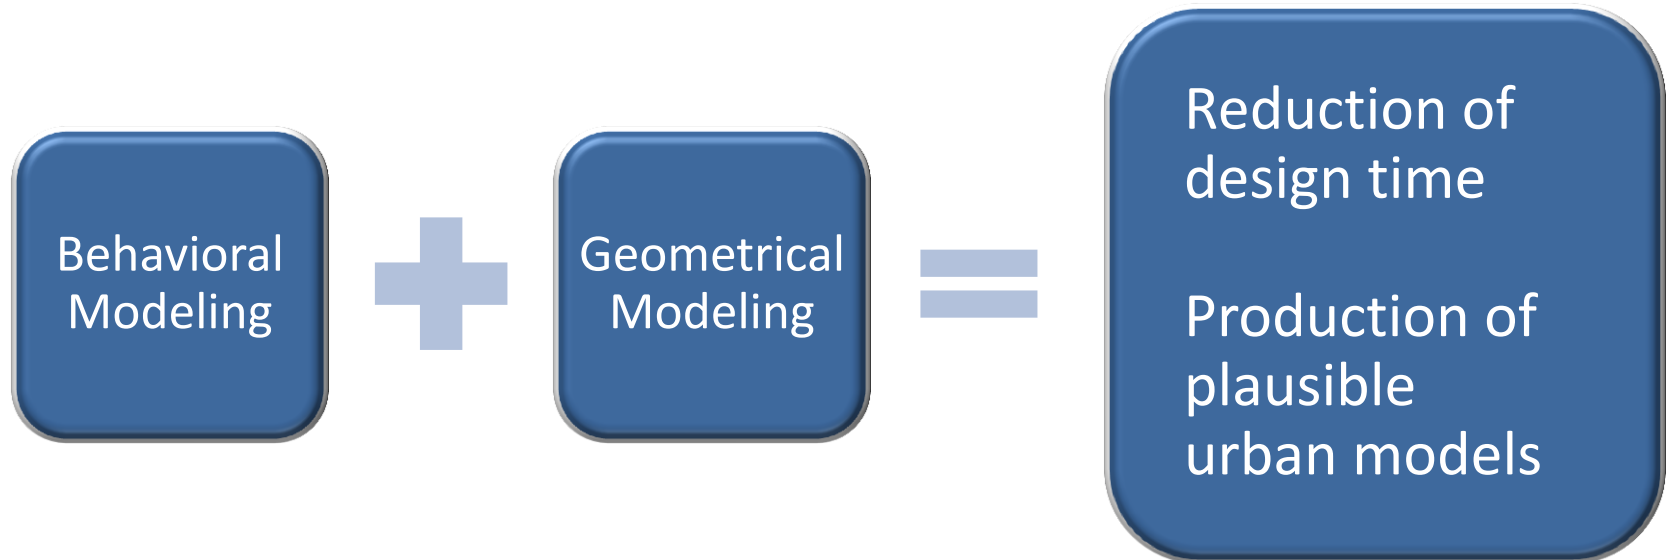 Behavioral
Modeling
Geometrical
Modeling
Reduction of
design time
Production of
plausible
urban models